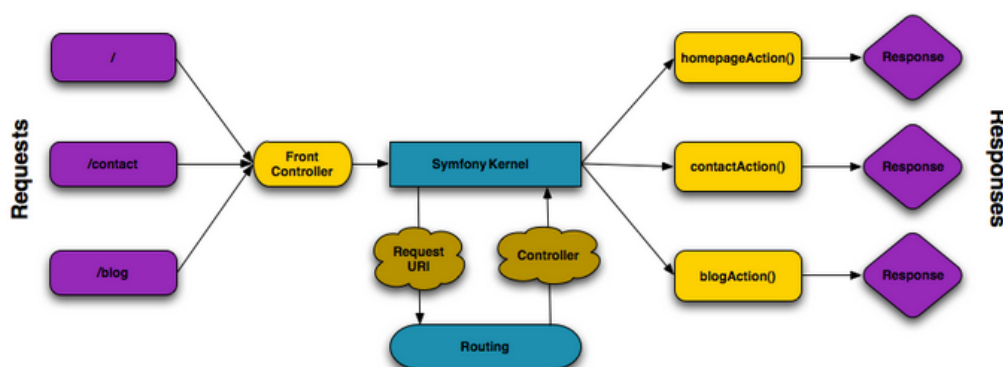 Requests
/
/contact
/blog
Front
Controller
Symfony Kernel
Request
URI
Controller
Routing
homepageAction()
contactAction()
blogAction()
Response
Response
Response
Responses